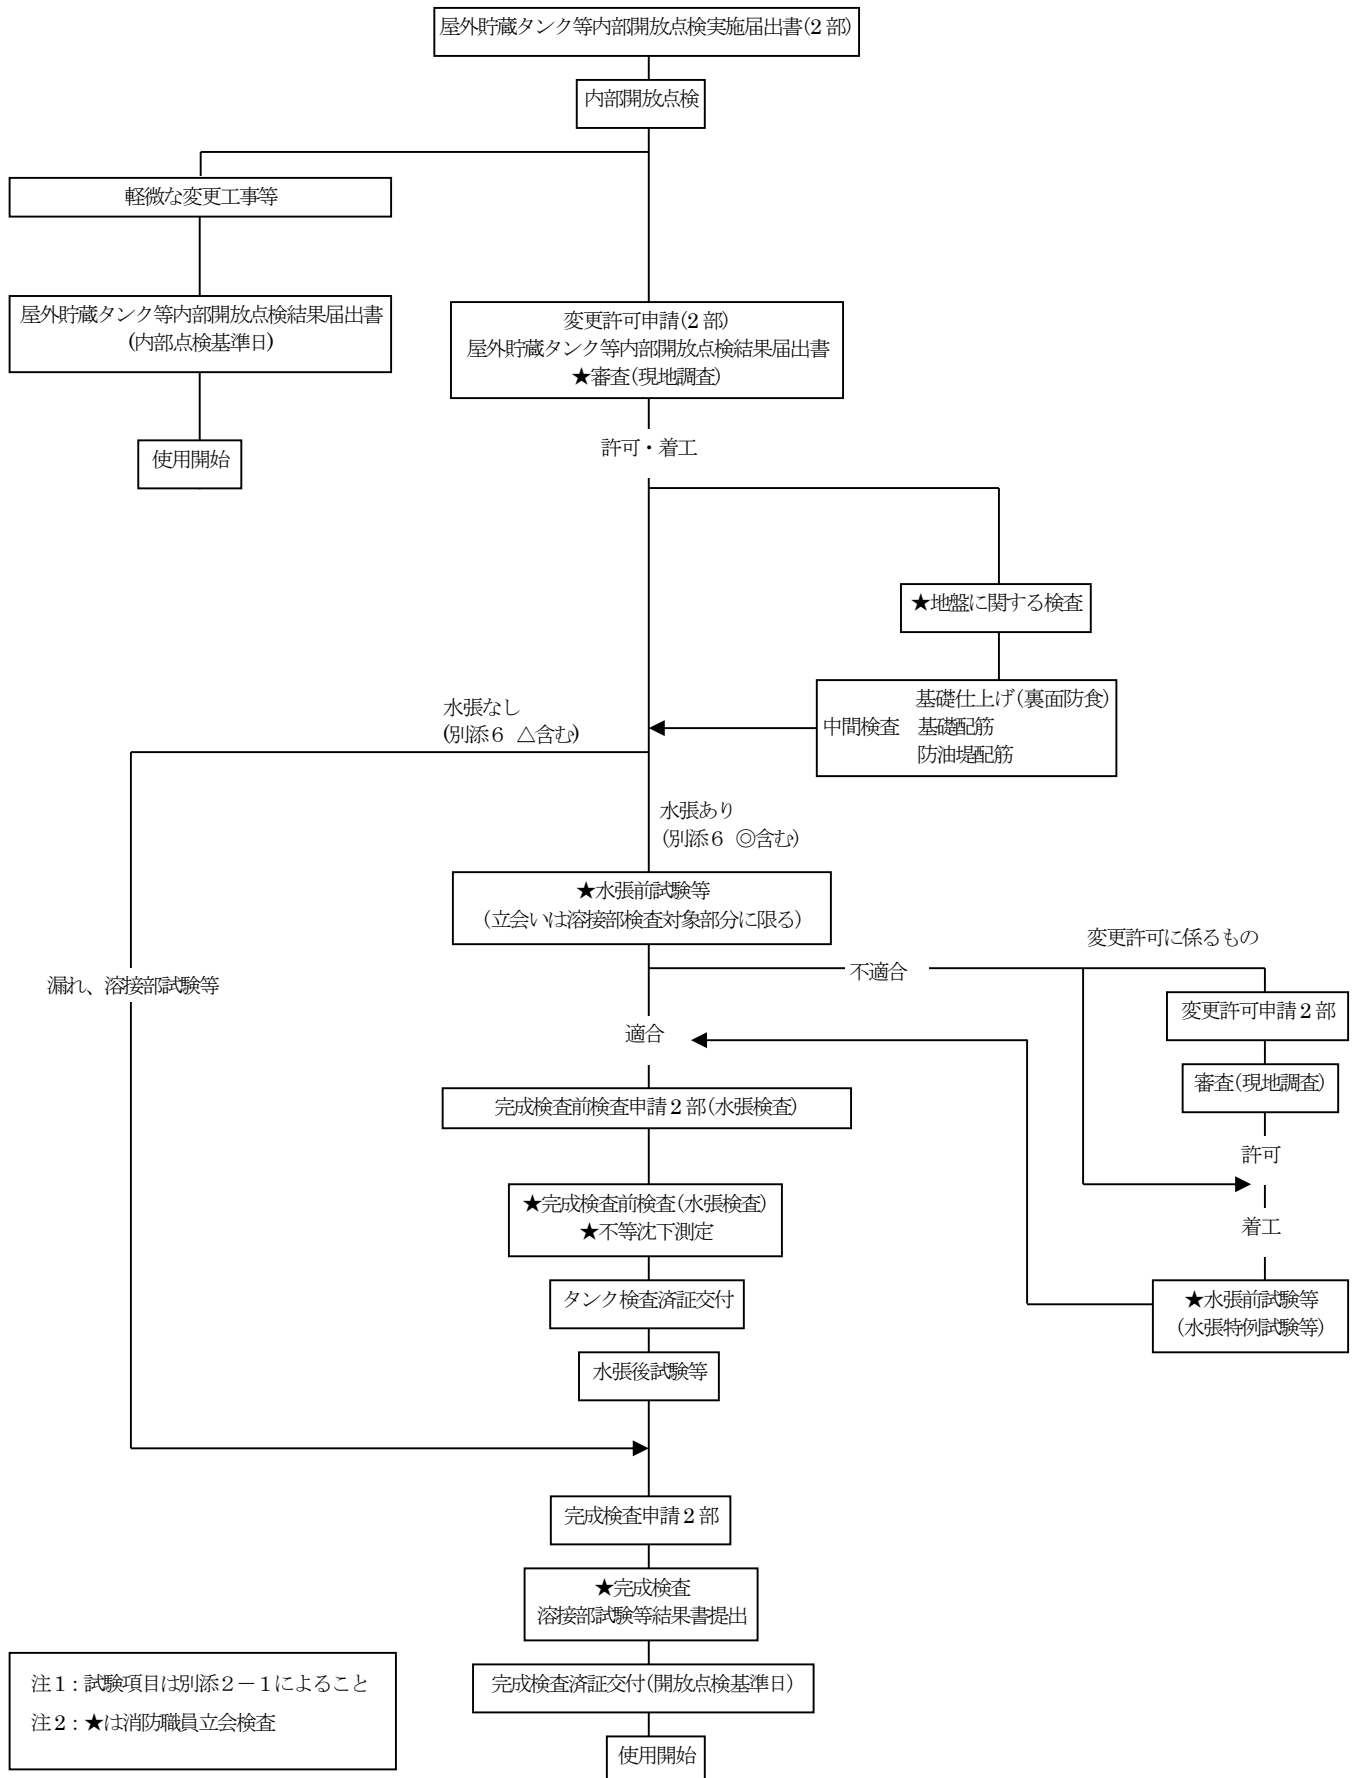 屋外貯蔵タンク等内部開放点検実施届出書(2 部)
内部開放点検
軽微な変更工事等
屋外貯蔵タンク等内部開放点検結果届出書
(内部点検基準日)
使用開始
変更許可申請(2 部)
屋外貯蔵タンク等内部開放点検結果届出書
★審査(現地調査)
許可・着工
★地盤に関する検査
基礎仕上げ(裏面防食)
中間検査 基礎配筋
防油堤配筋
水張なし
(別添6 △含む)
水張あり
(別添6 ◎含む)
★水張前試験等
(立会いは溶接部検査対象部分に限る)
漏れ、溶接部試験等
変更許可に係るもの
不適合
変更許可申請2部
審査(現地調査)
許可
着工
★水張前試験等
(水張特例試験等)
適合
完成検査前検査申請2部(水張検査)
★完成検査前検査(水張検査)
★不等沈下測定
タンク検査済証交付
水張後試験等
完成検査申請2部
★完成検査
溶接部試験等結果書提出
完成検査済証交付(開放点検基準日)
使用開始
注1:試験項目は別添2-1によること
注2:★は消防職員立会検査